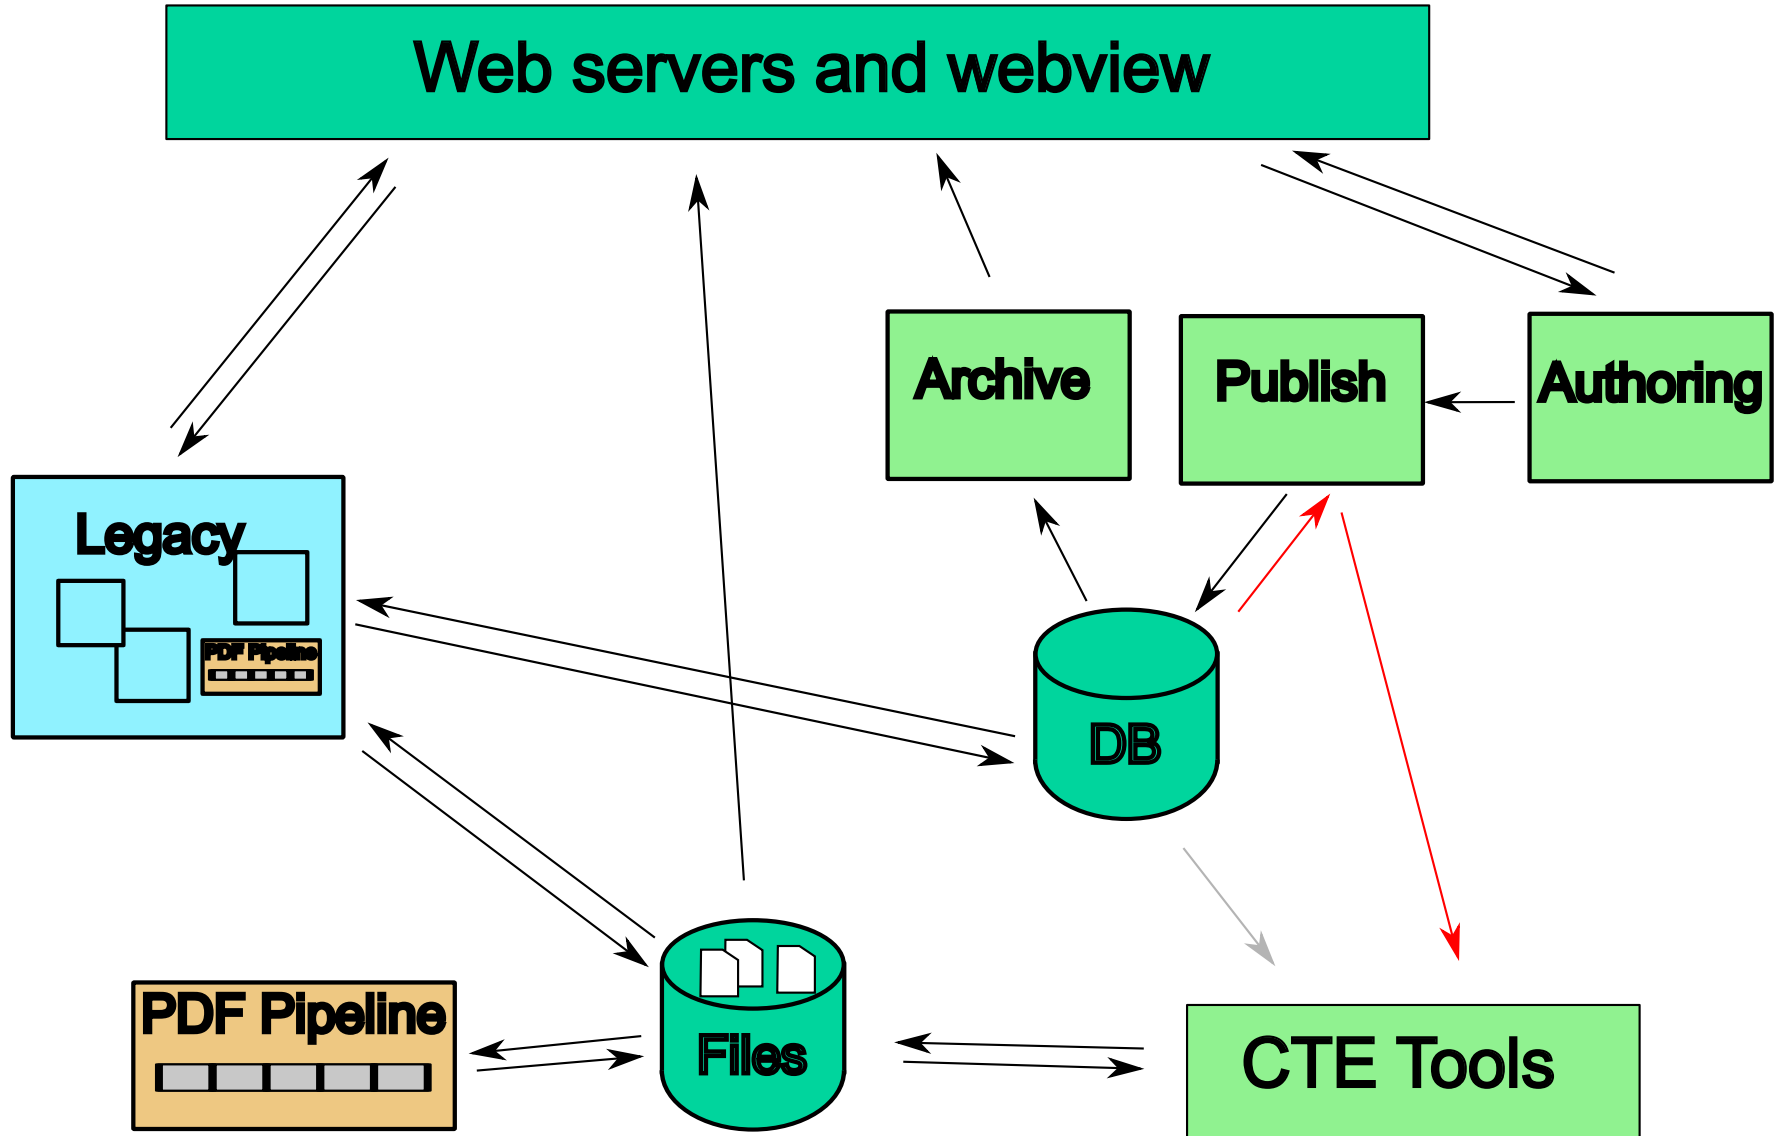 Web servers and webview
Archive
Publish
Authoring
Legacy
PDF Pipeline
DB
PDF Pipeline
Files
CTE Tools